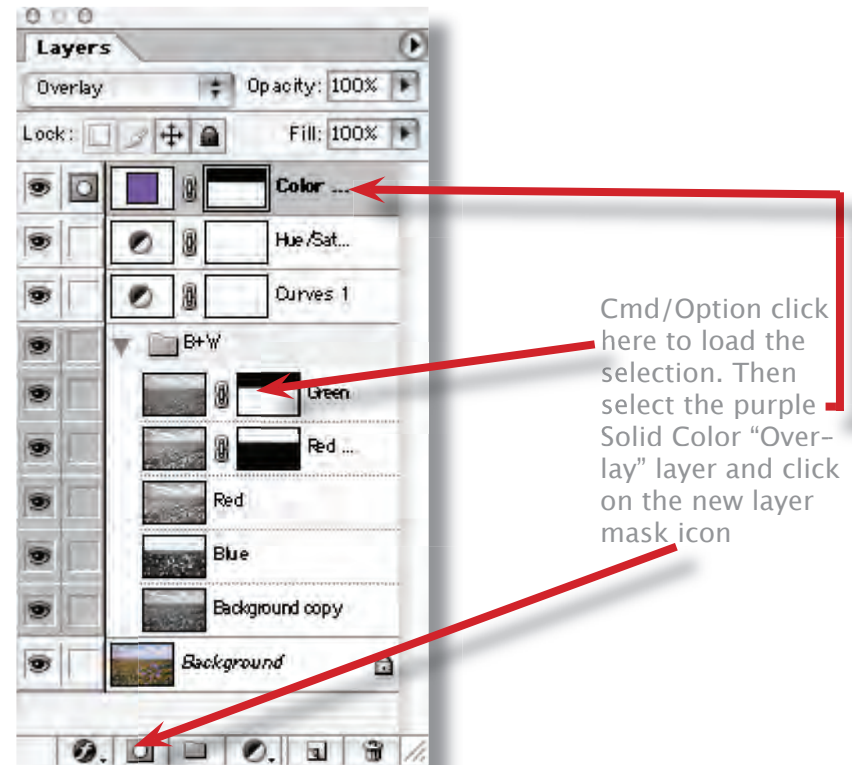 Layers
Overlay
Opacity: 100%
Lock:
Fill: 100%
Color ...
Hue/Sat...
Curves 1
B+W
Green
Red ...
Red
Blue
Background copy
Background
Cmd/Option click
here to load the
selection. Then
select the purple
Solid Color “Over-
lay” layer and click
on the new layer
mask icon